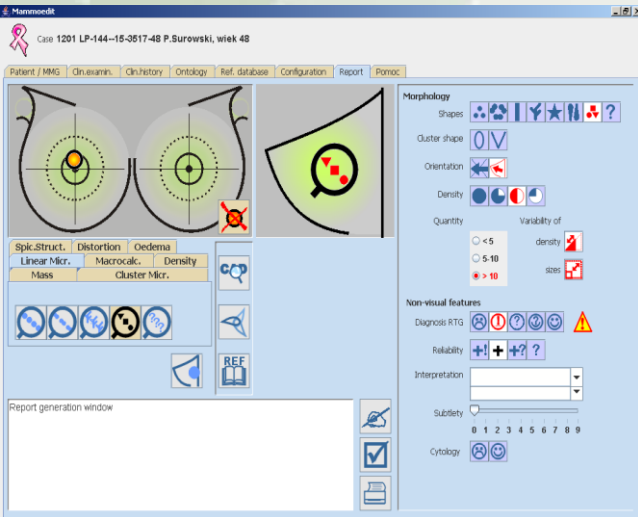 Mammoedit
Case 1201 LP-144--15-3517-48 P.Surowski, wiek 48
Patient / MMG Clin.examin. Clin.history Ontology Ref. database Configuration Report Pomoc
Morphology
Shapes ?
Cluster shape
Orientation
Density
Quantity Variability of
< 5
density
5-10
> 10
sizes
Spic.Struct. Distortion Oedema
Linear Micr. Macrocalc. Density
Mass Cluster Micr.
CAD
REF
Non-visual features
Diagnosis RTG ! ? ? !
Reliability +! + +? ?
Interpretation
Subtlety
0 1 2 3 4 5 6 7 8 9
Cytology
Report generation window